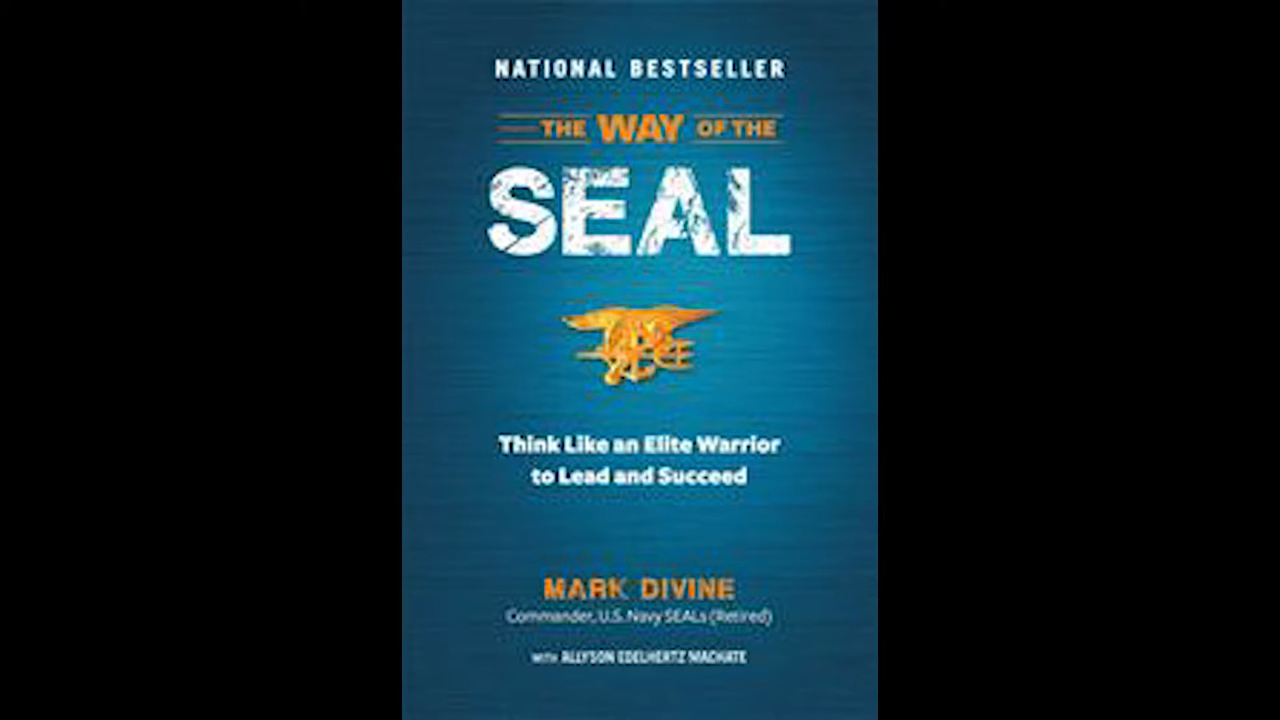 NATIONAL BESTSELLER
THE WAY OF THE
SEAL
Think Like an Elite Warrior
to Lead and Succeed
MARK DIVINE
Commander, U.S. Navy SEALs (Retired)
WITH ALLYSON EDELHERTZ MACHATE